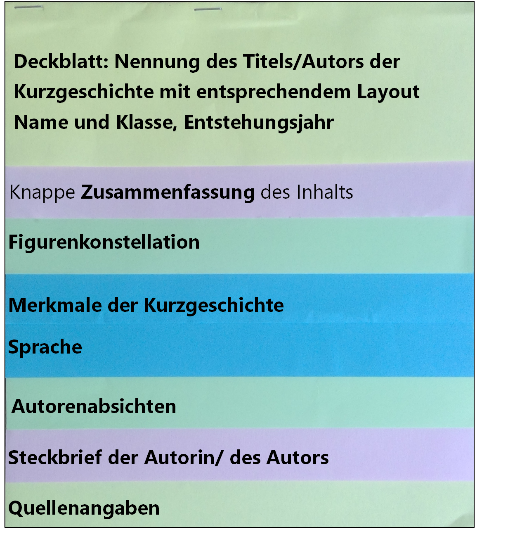 Deckblatt: Nennung des Titels/Autors der
Kurzgeschichte mit entsprechendem Layout
Name und Klasse, Entstehungsjahr
Knappe Zusammenfassung des Inhalts
Figurenkonstellation
Merkmale der Kurzgeschichte
Sprache
Autorenabsichten
Steckbrief der Autorin/ des Autors
Quellenangaben